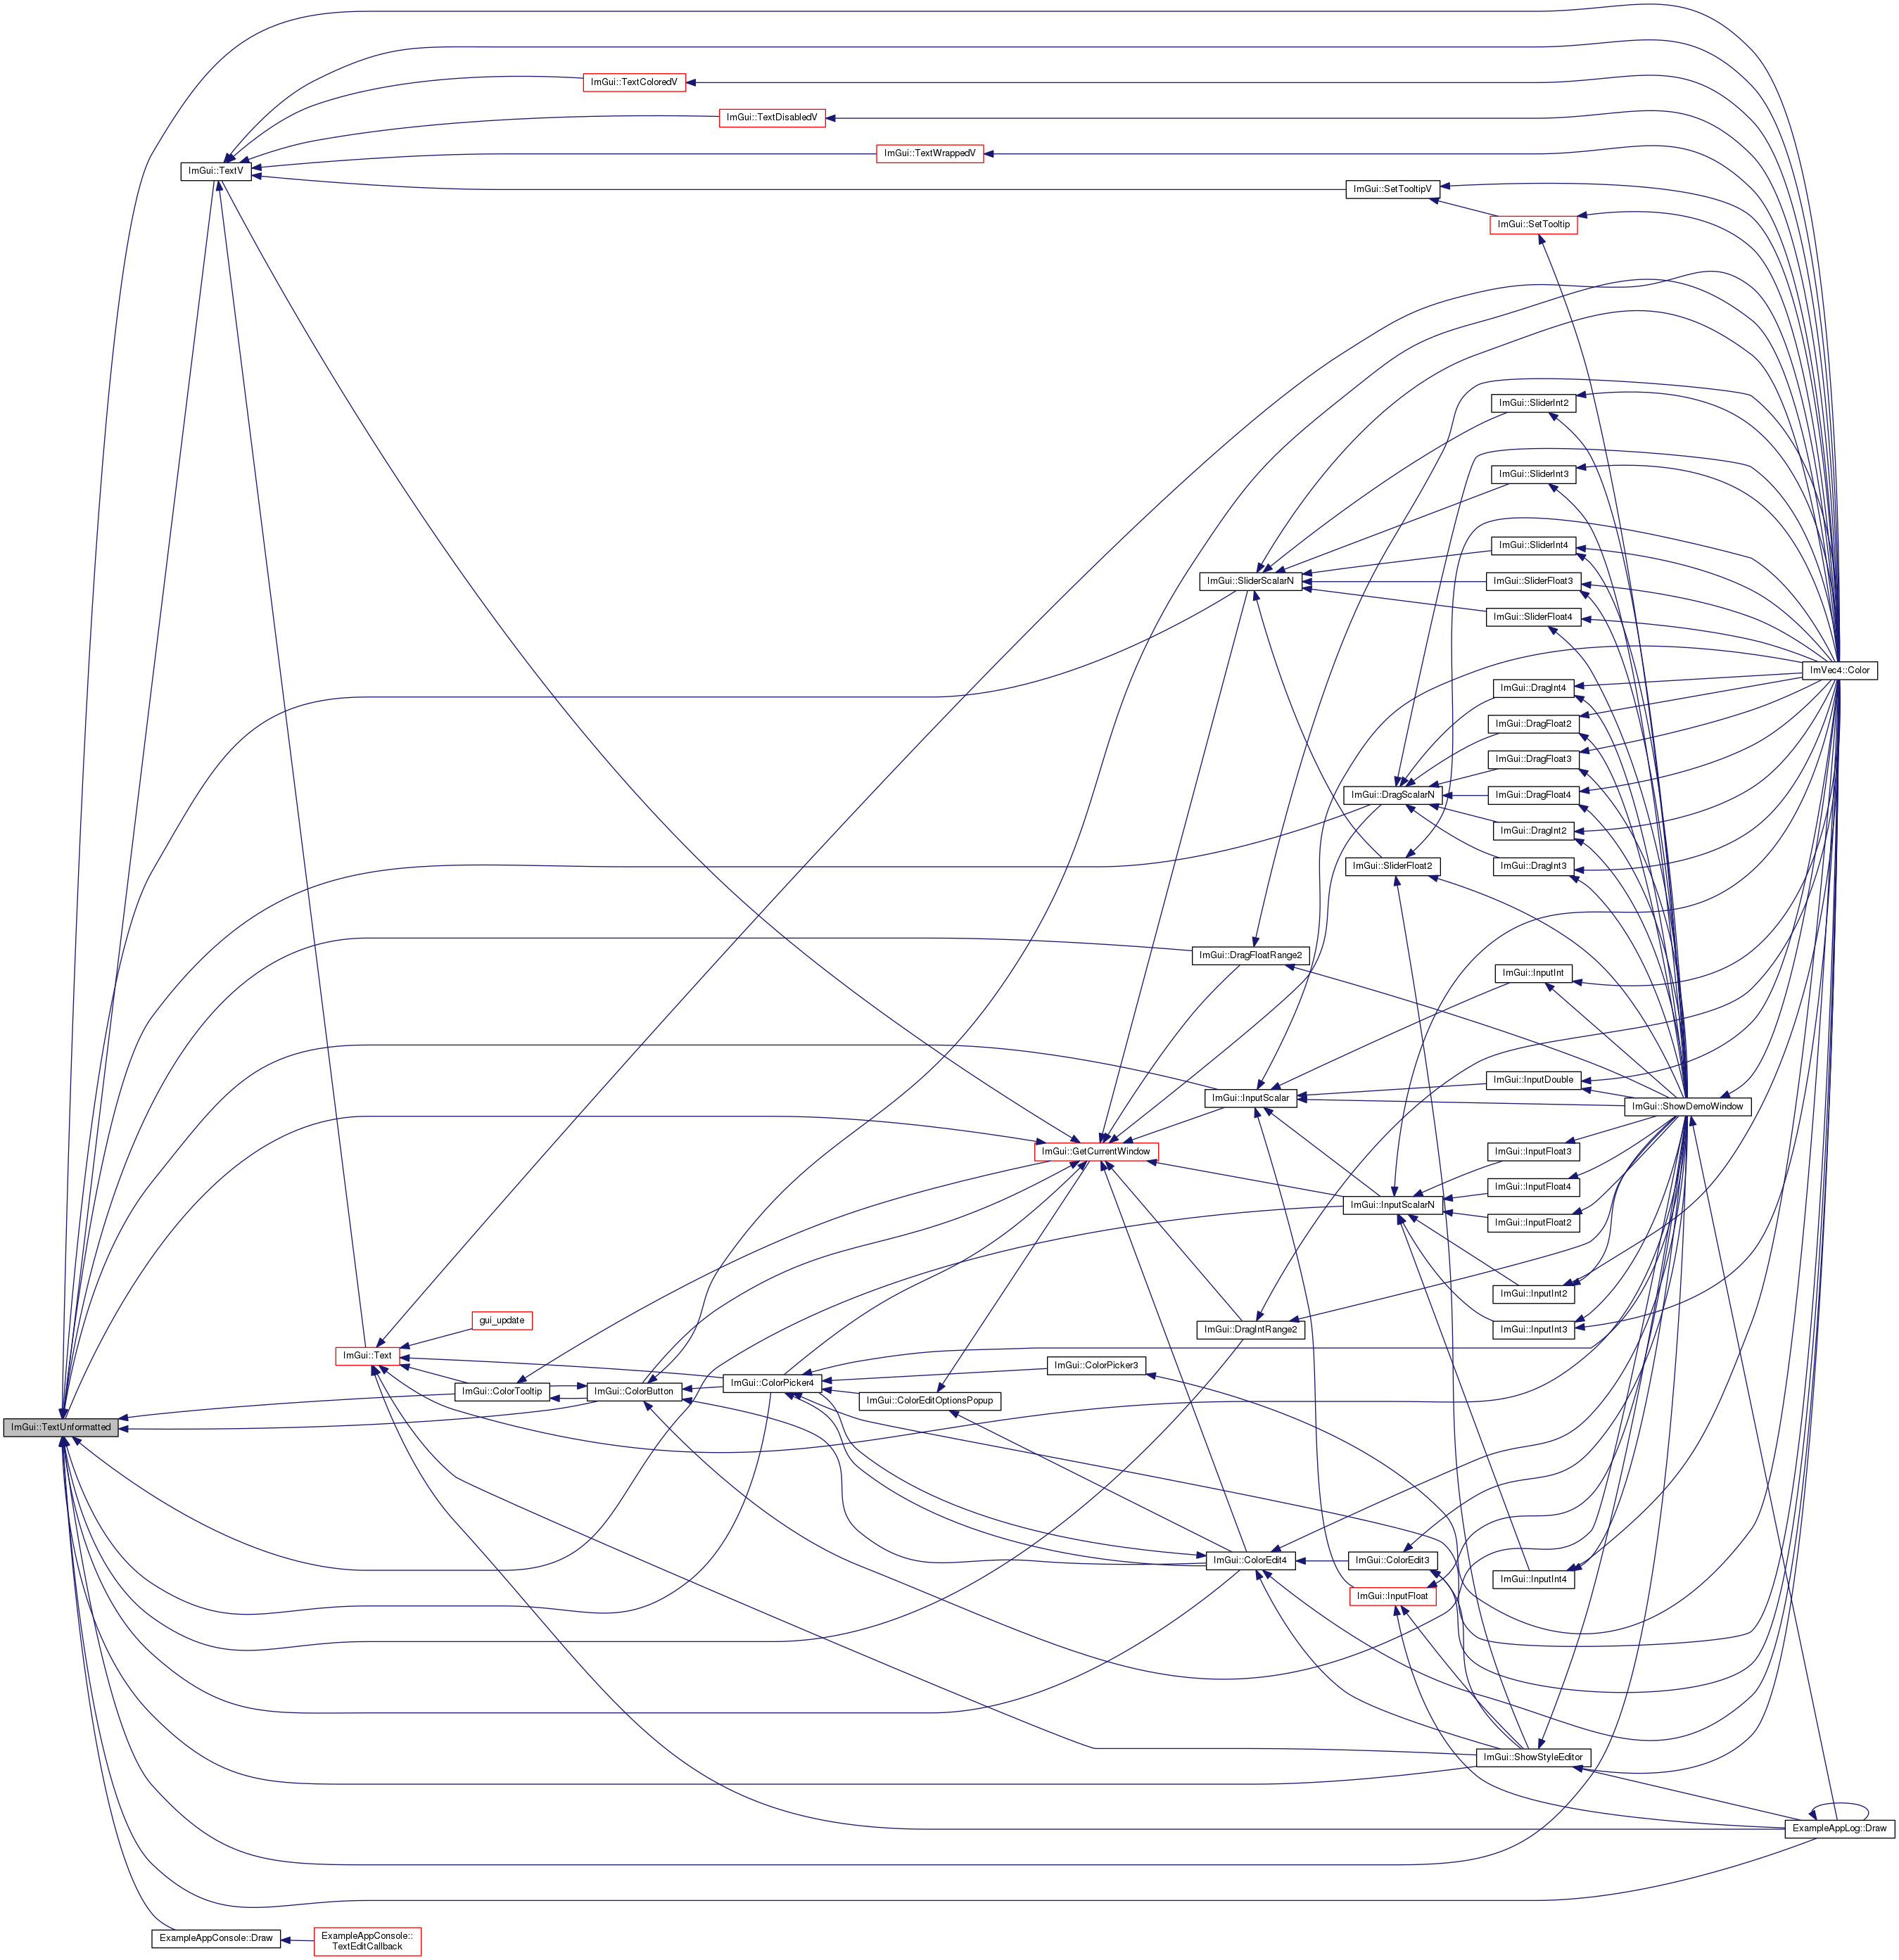 ImGui::TextColoredV
ImGui::TextDisabledV
ImGui::TextWrappedV
ImGui::TextV
ImGui::SetTooltipV
ImGui::SetTooltip
ImGui::SliderInt2
ImGui::SliderInt3
ImGui::SliderInt4
ImGui::SliderScalarN
ImGui::SliderFloat3
ImGui::SliderFloat4
ImVec4::Color
ImGui::DragInt4
ImGui::DragFloat2
ImGui::DragFloat3
ImGui::DragScalarN
ImGui::DragFloat4
ImGui::DragInt2
ImGui::SliderFloat2
ImGui::DragInt3
ImGui::DragFloatRange2
ImGui::InputInt
ImGui::InputDouble
ImGui::InputScalar
ImGui::ShowDemoWindow
ImGui::GetCurrentWindow
ImGui::InputFloat3
ImGui::InputFloat4
ImGui::InputScalarN
ImGui::InputFloat2
ImGui::InputInt2
gui_update
ImGui::DragIntRange2
ImGui::InputInt3
ImGui::Text
ImGui::ColorPicker3
ImGui::ColorPicker4
ImGui::ColorTooltip
ImGui::ColorButton
ImGui::ColorEditOptionsPopup
ImGui::TextUnformatted
ImGui::ColorEdit4
ImGui::ColorEdit3
ImGui::InputInt4
ImGui::InputFloat
ImGui::ShowStyleEditor
ExampleAppLog::Draw
ExampleAppConsole::Draw
ExampleAppConsole::
TextEditCallback